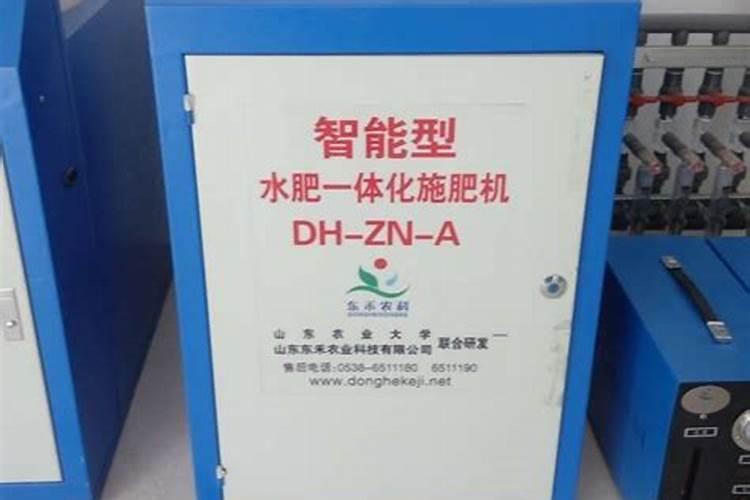 智能型
水肥一体化施肥机
DH-ZN-A
东禾农科
山东农业大学
山东东禾农业科技有限公司
联合研发
售后电话:0538-6511180 6511190
www.donghekeji.net